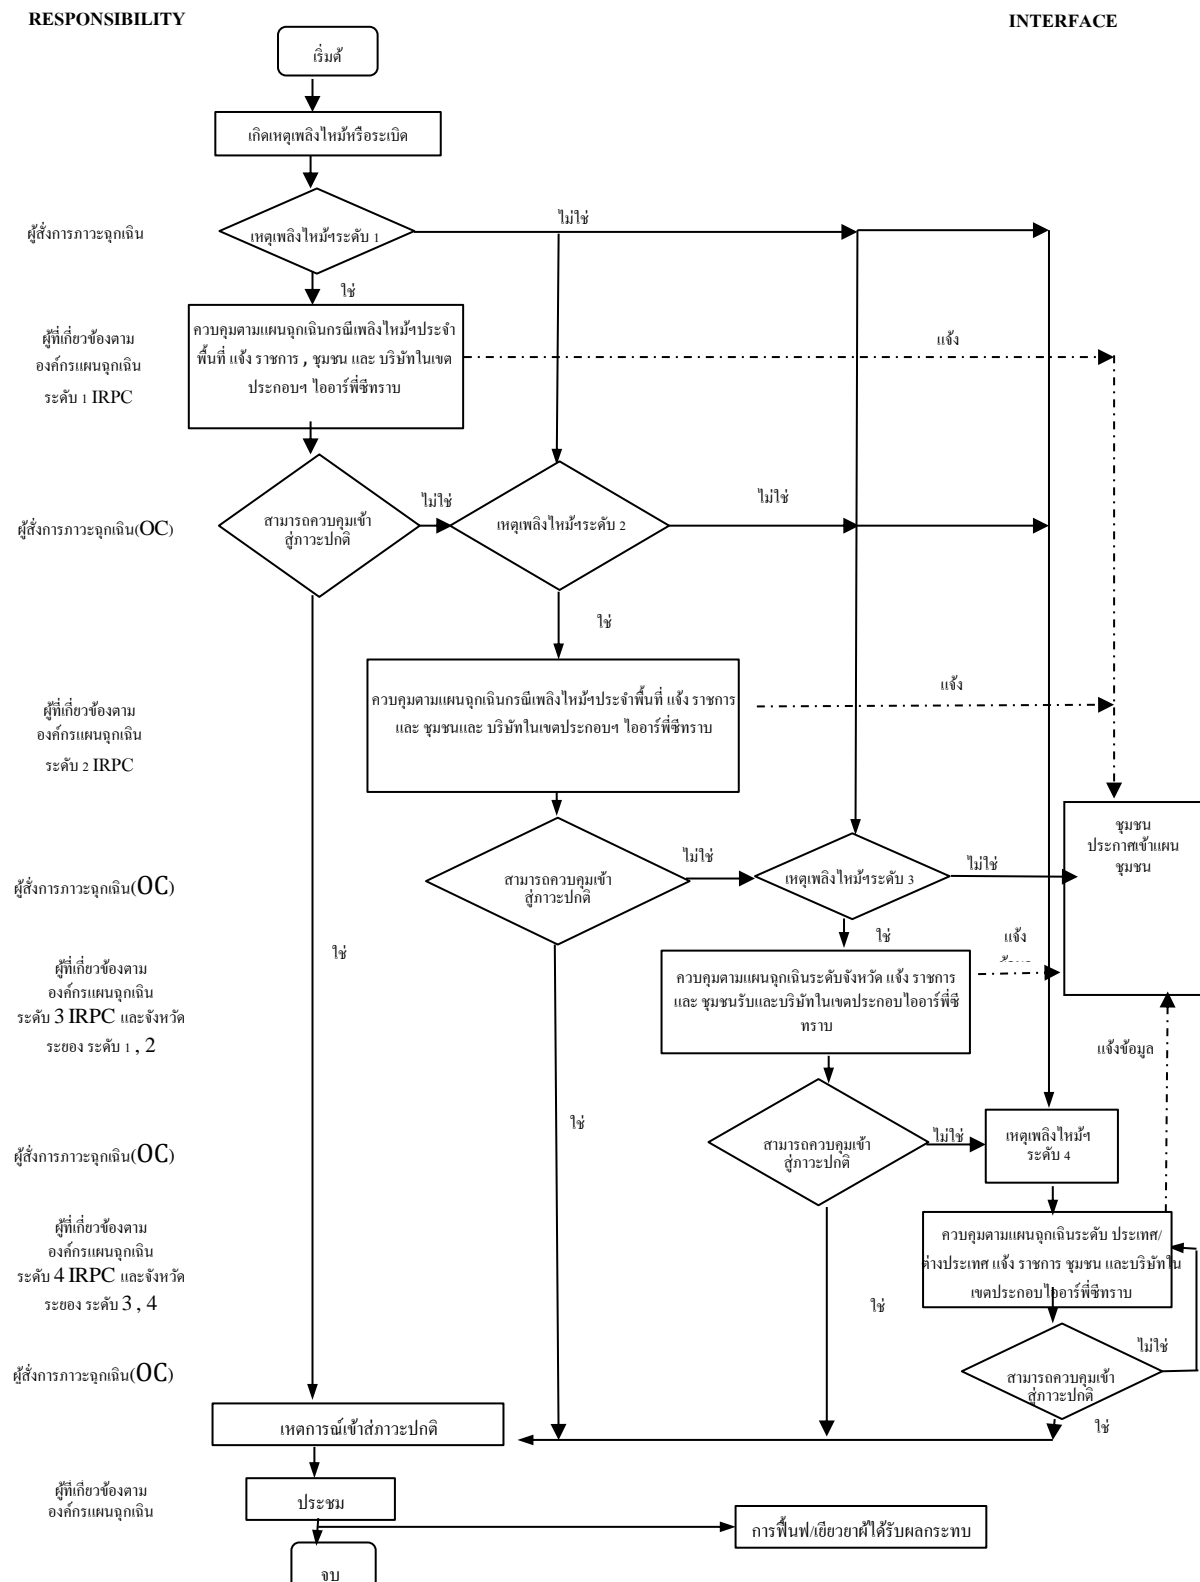 RESPONSIBILITY
INTERFACE
เริ่มต้
เกิดเหตุเพลิงไหม้หรือระเบิด
ผู้สั่งการภาวะฉุกเฉิน
เหตุเพลิงไหม้ฯระดับ 1
ไม่ใช่
ใช่
ผู้ที่เกี่ยวข้องตาม
องค์กรแผนฉุกเฉิน
ระดับ 1 IRPC
ควบคุมตามแผนฉุกเฉินกรณีเพลิงไหม้ฯประจำ
พื้นที่ แจ้ง ราชการ , ชุมชน และ บริษัทในเขต
ประกอบฯ ไออาร์พี่ซีทราบ
แจ้ง
ผู้สั่งการภาวะฉุกเฉิน(OC)
สามารถควบคุมเข้า
สู่ภาวะปกติ
ไม่ใช่
เหตุเพลิงไหม้ฯระดับ 2
ไม่ใช่
ใช่
ผู้ที่เกี่ยวข้องตาม
องค์กรแผนฉุกเฉิน
ระดับ 2 IRPC
ควบคุมตามแผนฉุกเฉินกรณีเพลิงไหม้ฯประจำพื้นที่ แจ้ง ราชการ
และ ชุมชนและ บริษัทในเขตประกอบฯ ไออาร์พี่ซีทราบ
แจ้ง
ชุมชน
ประกาศเข้าแผน
ชุมชน
ผู้สั่งการภาวะฉุกเฉิน(OC)
สามารถควบคุมเข้า
สู่ภาวะปกติ
ไม่ใช่
เหตุเพลิงไหม้ฯระดับ 3
ไม่ใช่
ใช่
ใช่
แจ้ง
ผู้ที่เกี่ยวข้องตาม
องค์กรแผนฉุกเฉิน
ระดับ 3 IRPC และจังหวัด
ระยอง ระดับ 1 , 2
ควบคุมตามแผนฉุกเฉินระดับจังหวัด แจ้ง ราชการ
และ ชุมชนรับและบริษัทในเขตประกอบไออาร์พี่ซี
ทราบ
แจ้งข้อมูล
ใช่
ผู้สั่งการภาวะฉุกเฉิน(OC)
สามารถควบคุมเข้า
สู่ภาวะปกติ
ไม่ใช่
เหตุเพลิงไหม้ฯ
ระดับ 4
ผู้ที่เกี่ยวข้องตาม
องค์กรแผนฉุกเฉิน
ระดับ 4 IRPC และจังหวัด
ระยอง ระดับ 3 , 4
ควบคุมตามแผนฉุกเฉินระดับ ประเทศ/
ต่างประเทศ แจ้ง ราชการ ชุมชน และบริษัทใน
เขตประกอบไออาร์พี่ซีทราบ
ใช่
ผู้สั่งการภาวะฉุกเฉิน(OC)
สามารถควบคุมเข้า
สู่ภาวะปกติ
ไม่ใช่
ใช่
เหตการณ์เข้าส่ภาวะปกติ
ผู้ที่เกี่ยวข้องตาม
องค์กรแผนฉุกเฉิน
ประชม
การฟื้นฟ/เยียวยาผ้ได้รับผลกระทบ
จบ